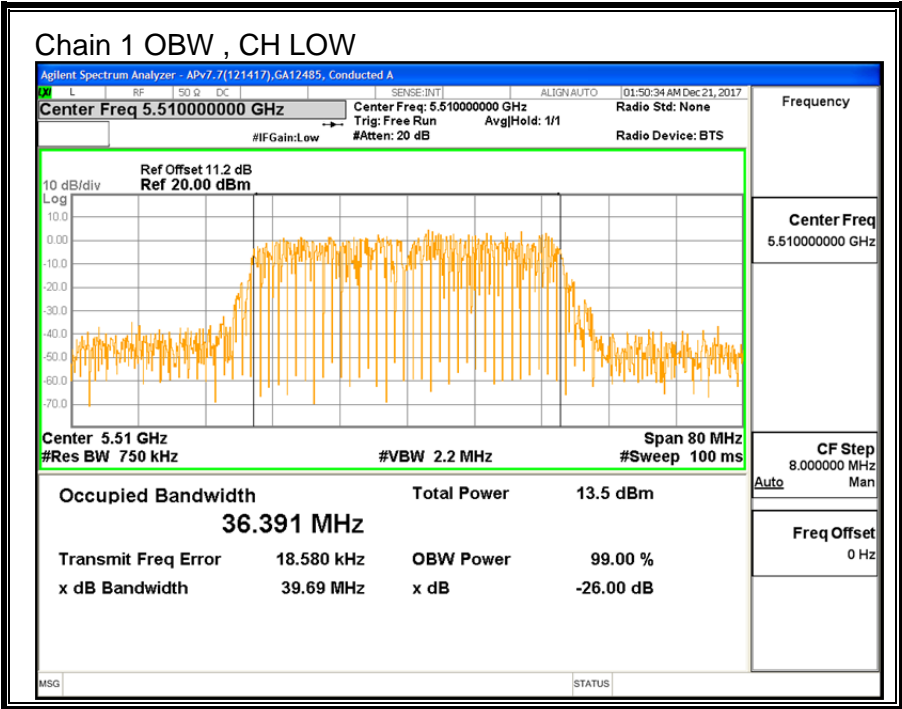 Chain 1 OBW , CH LOW
Agilent Spectrum Analyzer - APv7.7(121417),GA12485, Conducted A
LXI L RF 50 Ω DC SENSE:INT ALIGN AUTO 01:50:34 AM Dec 21, 2017
Center Freq 5.510000000 GHz
Center Freq: 5.510000000 GHz
Radio Std: None
Trig: Free Run Avg|Hold: 1/1
#IFGain:Low #Atten: 20 dB Radio Device: BTS
Frequency
Ref Offset 11.2 dB
10 dB/div Ref 20.00 dBm
Log
10.0
0.00
-10.0
-20.0
-30.0
-40.0
-50.0
-60.0
-70.0
Center 5.51 GHz Span 80 MHz
#Res BW 750 kHz #VBW 2.2 MHz #Sweep 100 ms
Center Freq
5.510000000 GHz
CF Step
8.000000 MHz
Auto Man
Freq Offset
0 Hz
Occupied Bandwidth Total Power 13.5 dBm
36.391 MHz
Transmit Freq Error 18.580 kHz OBW Power 99.00 %
x dB Bandwidth 39.69 MHz x dB -26.00 dB
MSG STATUS